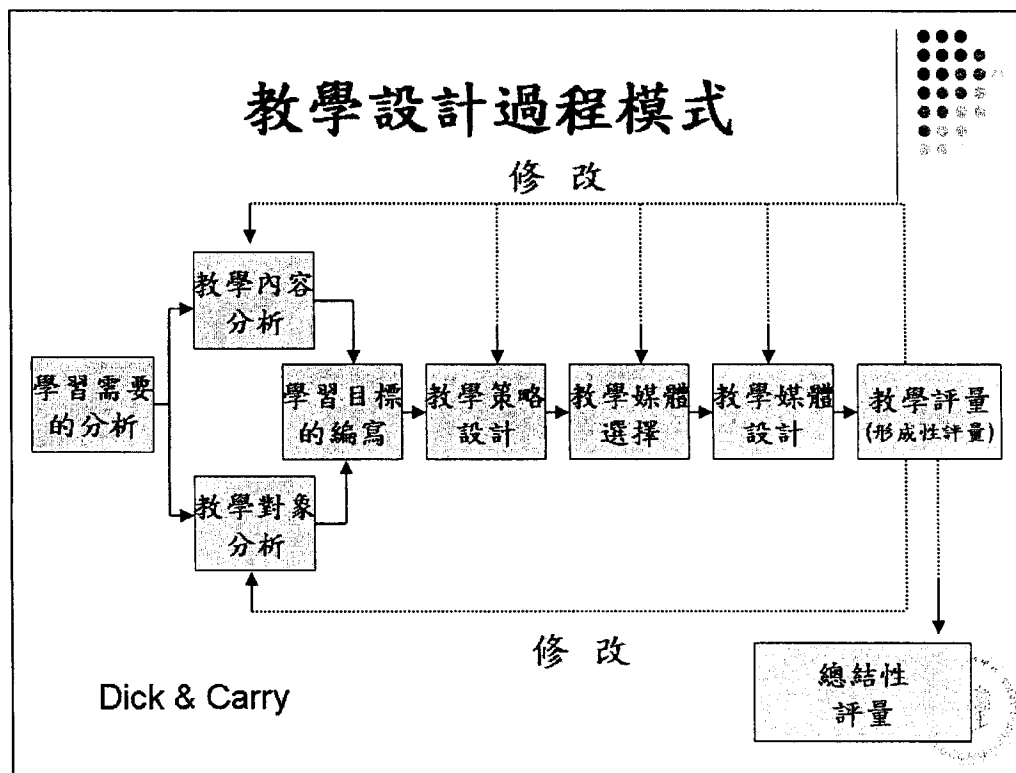 教學設計過程模式
修改
教學內容
分析
學習需要
的分析
學習目標
的編寫
教學策略
設計
教學媒體
選擇
教學媒體
設計
教學評量
(形成性評量)
教學對象
分析
修改
總結性
評量
Dick & Carry